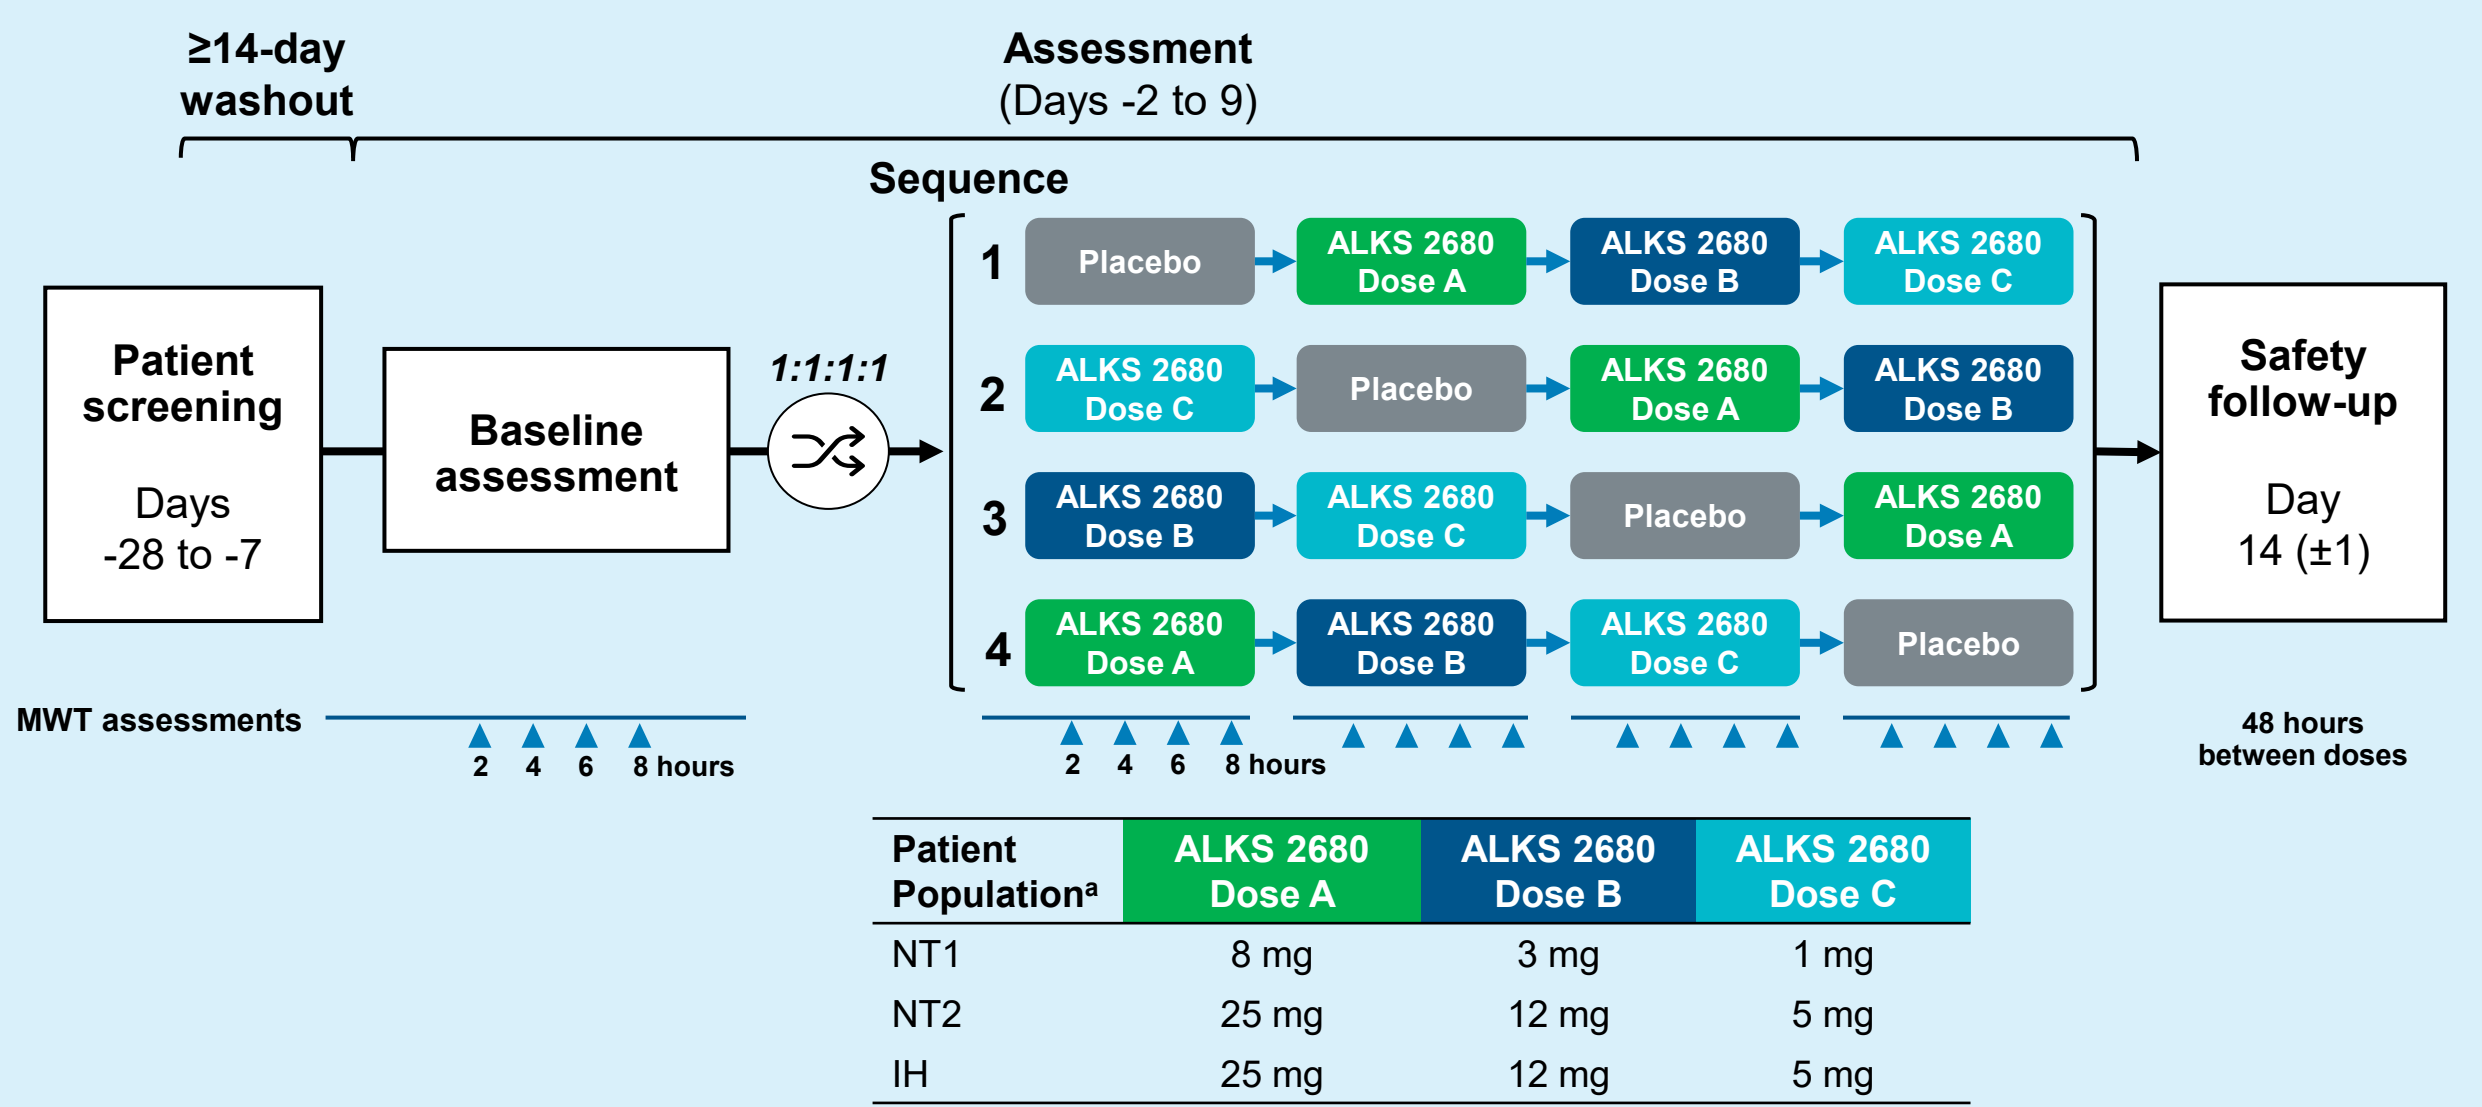 ≥14-day
washout
Assessment
(Days -2 to 9)
Sequence
Patient
screening
Days
-28 to -7
Baseline
assessment
1:1:1:1
1
Placebo
ALKS 2680
Dose A
ALKS 2680
Dose B
ALKS 2680
Dose C
2
ALKS 2680
Dose C
Placebo
ALKS 2680
Dose A
ALKS 2680
Dose B
3
ALKS 2680
Dose B
ALKS 2680
Dose C
Placebo
ALKS 2680
Dose A
4
ALKS 2680
Dose A
ALKS 2680
Dose B
ALKS 2680
Dose C
Placebo
Safety
follow-up
Day
14 (±1)
MWT assessments
2 4 6 8 hours
2 4 6 8 hours
48 hours
between doses
Patient
Populationᵃ
ALKS 2680
Dose A
ALKS 2680
Dose B
ALKS 2680
Dose C
NT1 8 mg 3 mg 1 mg
NT2 25 mg 12 mg 5 mg
IH 25 mg 12 mg 5 mg